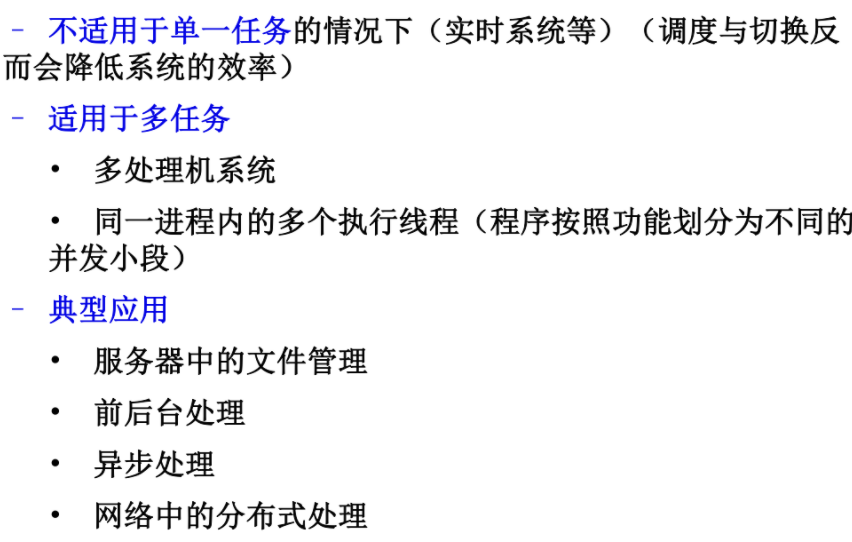 – 不适用于单一任务的情况下（实时系统等）（调度与切换反
而会降低系统的效率）
– 适用于多任务
• 多处理机系统
• 同一进程内的多个执行线程（程序按照功能划分为不同的
并发小段）
– 典型应用
• 服务器中的文件管理
• 前后台处理
• 异步处理
• 网络中的分布式处理